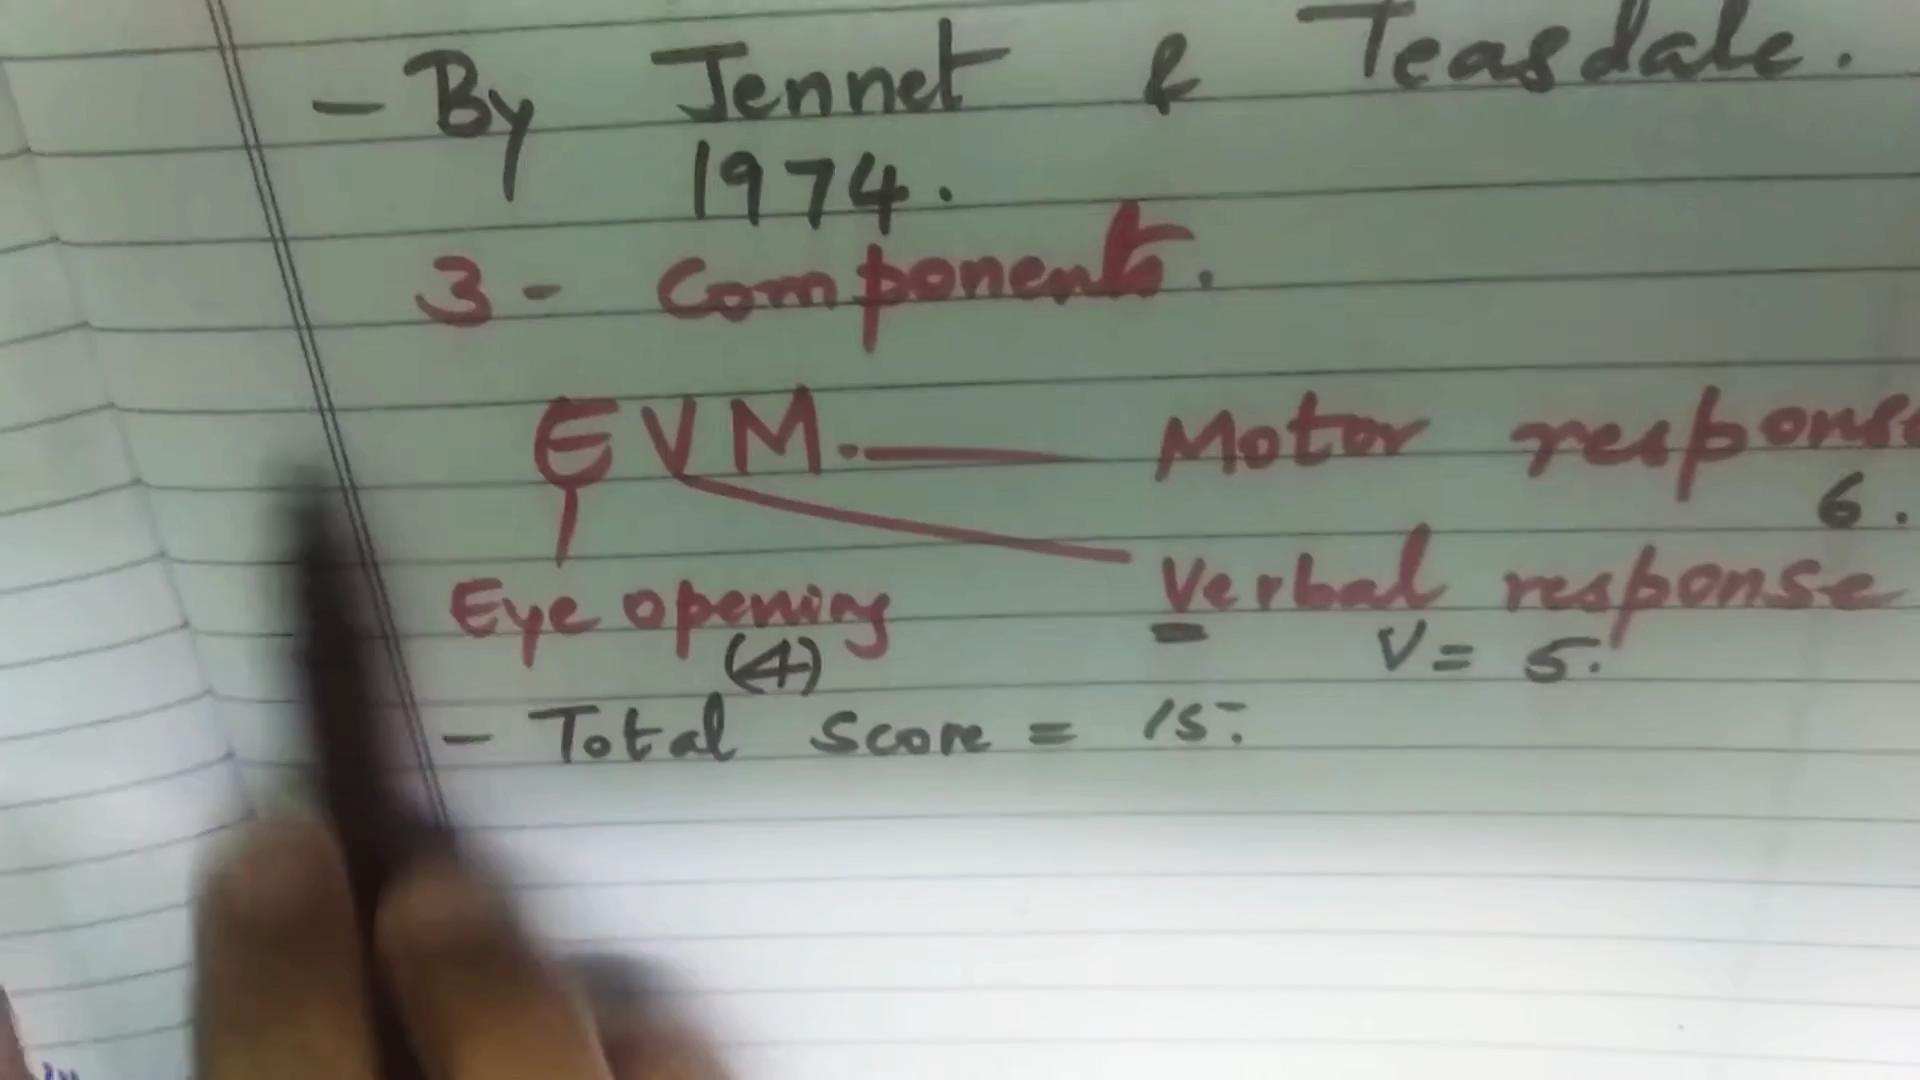 - By Jennet & Teasdale.
1974.
3 - Components.
EVM. Motor response
6.
Eye opening Verbal response
(4) V = 5.
- Total Score = 15.